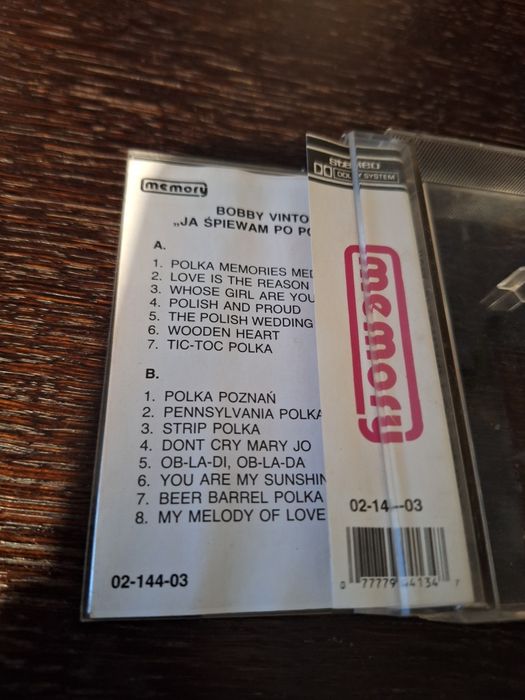 memory
BOBBY VINTO
„JA ŚPIEWAM PO PO
A.
1. POLKA MEMORIES MED
2. LOVE IS THE REASON
3. WHOSE GIRL ARE YOU
4. POLISH AND PROUD
5. THE POLISH WEDDING
6. WOODEN HEART
7. TIC-TOC POLKA
B.
1. POLKA POZNAŃ
2. PENNSYLVANIA POLKA
3. STRIP POLKA
4. DONT CRY MARY JO
5. OB-LA-DI, OB-LA-DA
6. YOU ARE MY SUNSHIN
7. BEER BARREL POLKA
8. MY MELODY OF LOVE
02-144-03
stereo
DOLBY SYSTEM
memory
02-14 -03
0 77779 44134 7